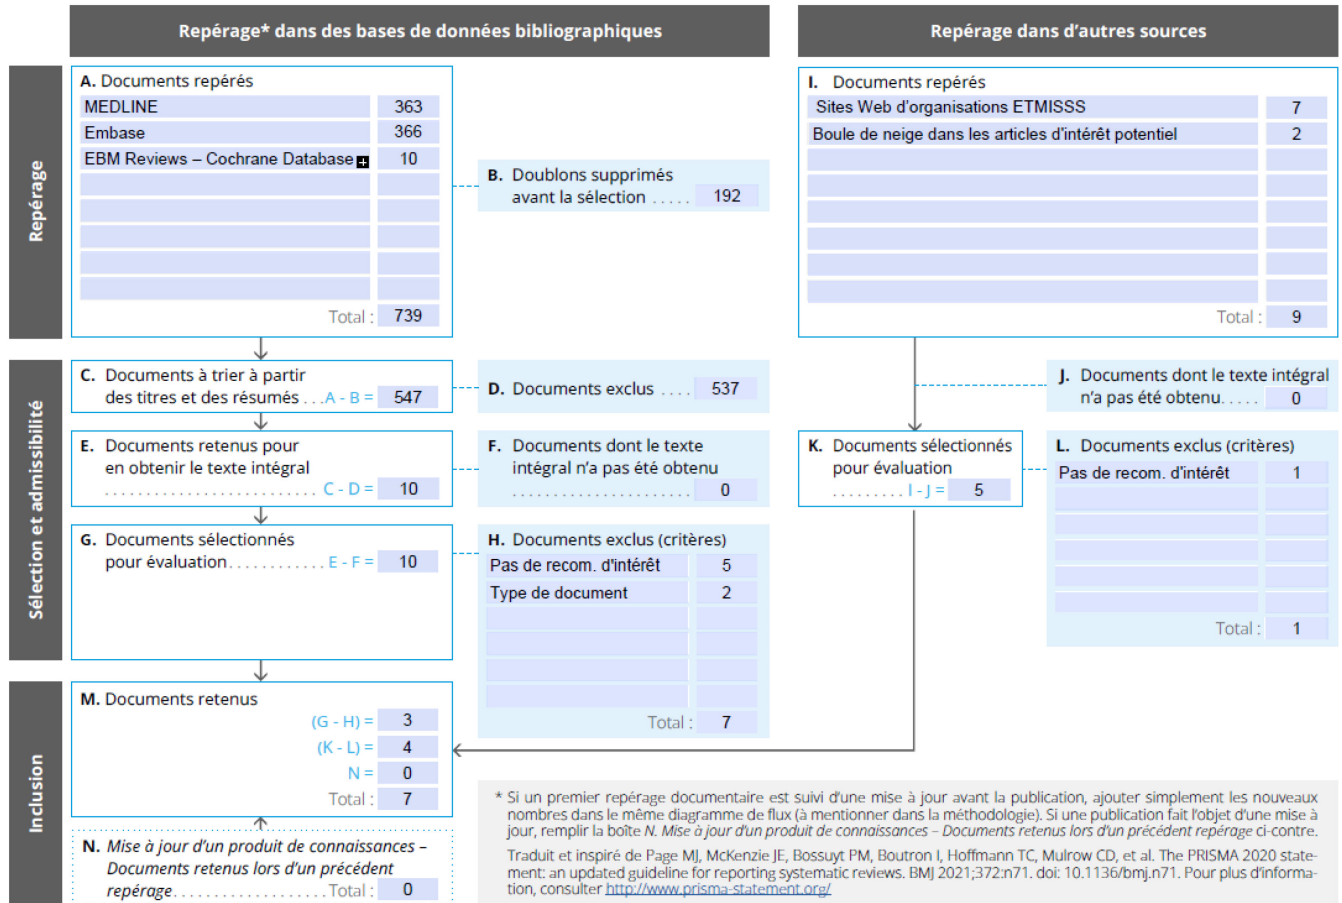 Repérage* dans des bases de données bibliographiques
Repérage dans d'autres sources
Repérage
A. Documents repérés
MEDLINE 363
Embase 366
EBM Reviews – Cochrane Database 10
Total : 739
B. Doublons supprimés
avant la sélection ..... 192
I. Documents repérés
Sites Web d'organisations ETMISSS 7
Boule de neige dans les articles d'intérêt potentiel 2
Total : 9
Sélection et admissibilité
C. Documents à trier à partir
des titres et des résumés ...A - B = 547
D. Documents exclus .... 537
E. Documents retenus pour
en obtenir le texte intégral
.......................... C - D = 10
F. Documents dont le texte
intégral n'a pas été obtenu
...................... 0
G. Documents sélectionnés
pour évaluation............ E - F = 10
H. Documents exclus (critères)
Pas de recom. d'intérêt 5
Type de document 2
Total : 7
J. Documents dont le texte intégral
n'a pas été obtenu..... 0
K. Documents sélectionnés
pour évaluation
......... I - J = 5
L. Documents exclus (critères)
Pas de recom. d'intérêt 1
Total : 1
Inclusion
M. Documents retenus
(G - H) = 3
(K - L) = 4
N = 0
Total : 7
N. Mise à jour d'un produit de connaissances –
Documents retenus lors d'un précédent
repérage...................Total : 0
* Si un premier repérage documentaire est suivi d'une mise à jour avant la publication, ajouter simplement les nouveaux
nombres dans le même diagramme de flux (à mentionner dans la méthodologie). Si une publication fait l'objet d'une mise à
jour, remplir la boîte N. Mise à jour d'un produit de connaissances – Documents retenus lors d'un précédent repérage ci-contre.
Traduit et inspiré de Page MJ, McKenzie JE, Bossuyt PM, Boutron I, Hoffmann TC, Mulrow CD, et al. The PRISMA 2020 state-
ment: an updated guideline for reporting systematic reviews. BMJ 2021;372:n71. doi: 10.1136/bmj.n71. Pour plus d'informa-
tion, consulter http://www.prisma-statement.org/